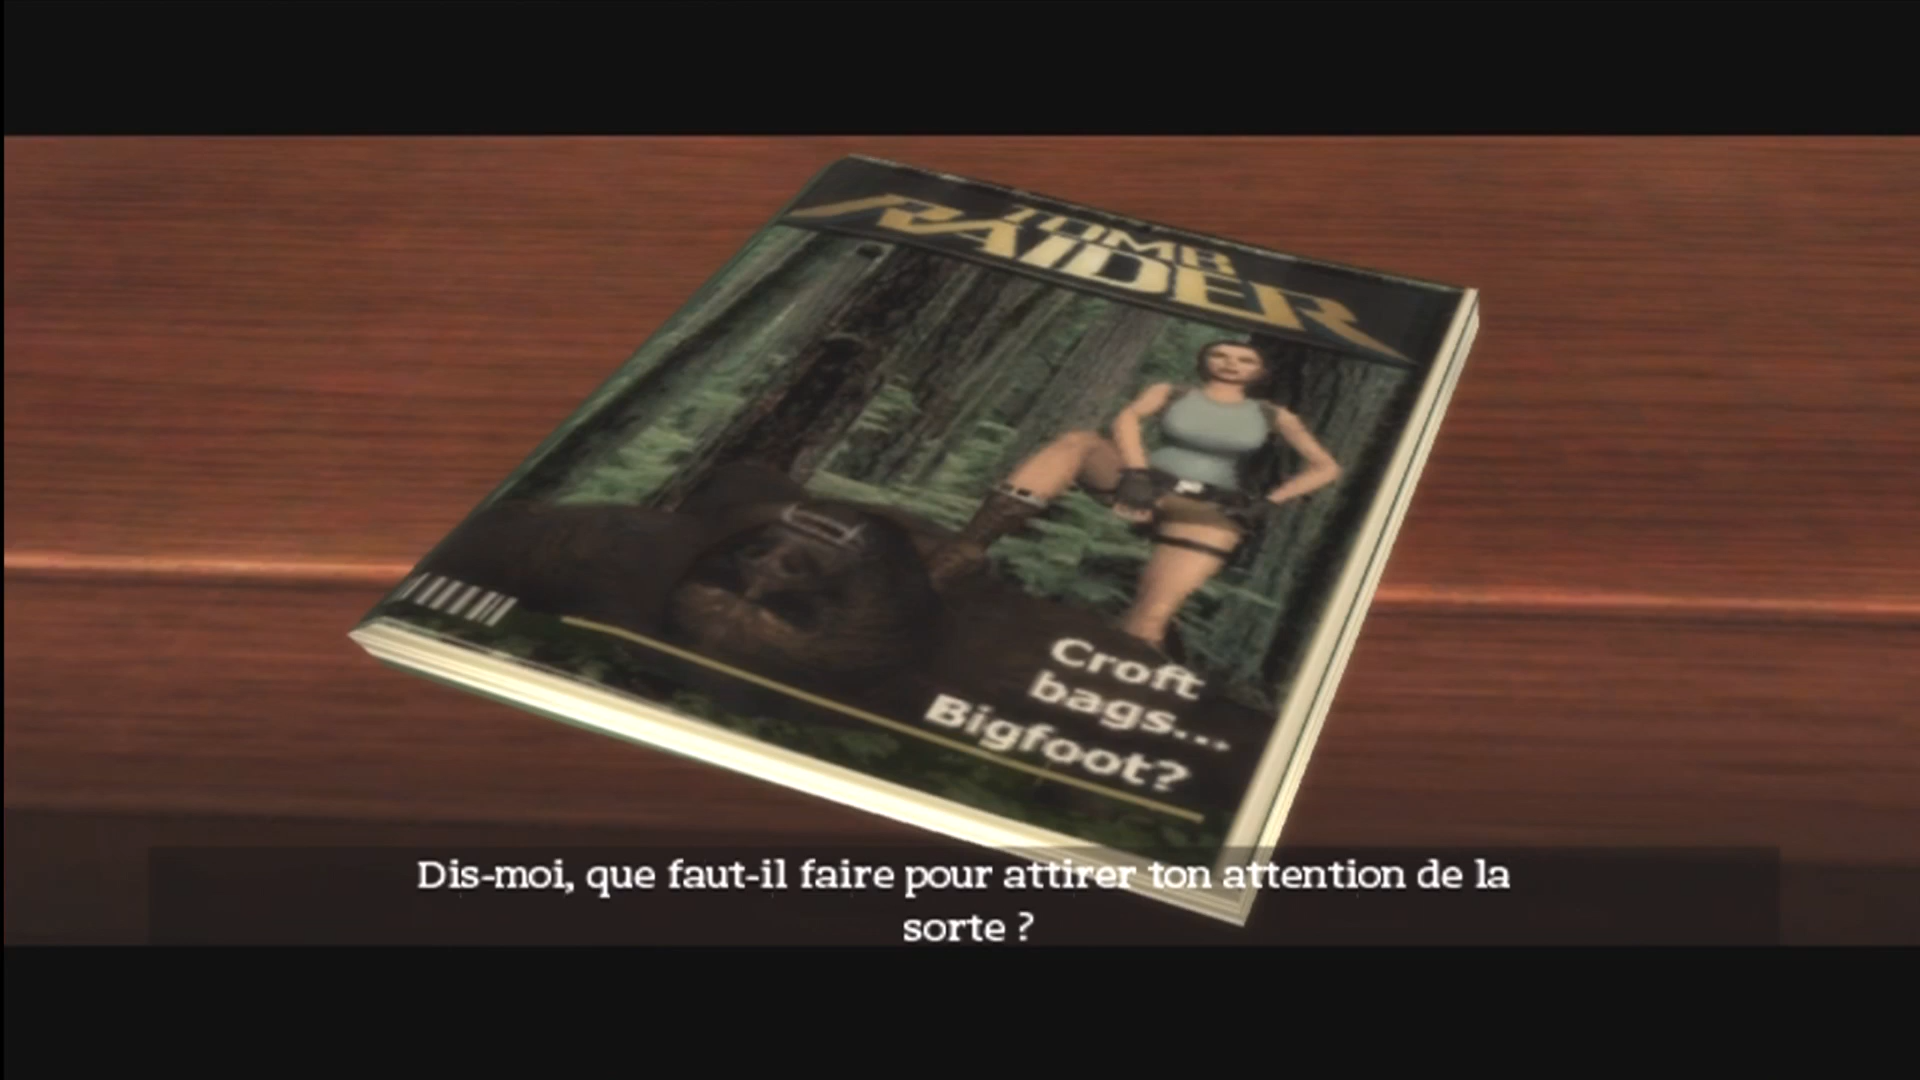 TOMB
RAIDER
Croft
bags...
Bigfoot?
Dis-moi, que faut-il faire pour attirer ton attention de la
sorte ?